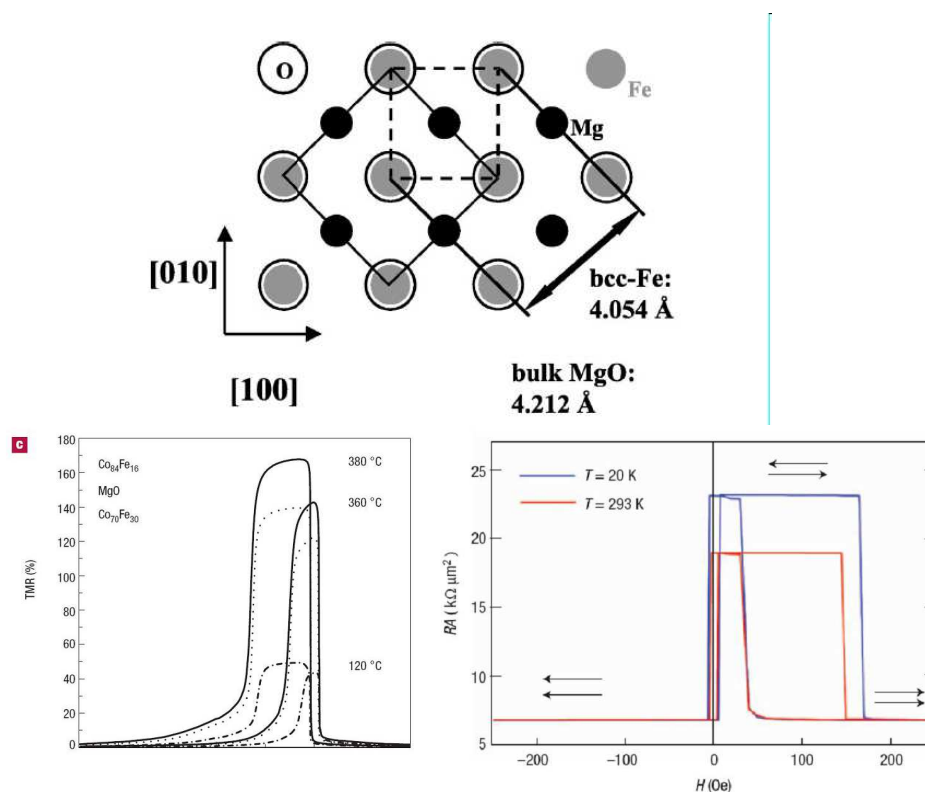 O
Fe
Mg
[010]
bcc-Fe:
4.054 Å
[100]
bulk MgO:
4.212 Å
c
180
160
140
120
100
80
60
40
20
0
TMR (%)
Co84Fe16
MgO
Co70Fe30
380 °C
360 °C
120 °C
25
20
15
10
5
RA (kΩ μm²)
T = 20 K
T = 293 K
−200
−100
0
100
200
H (Oe)